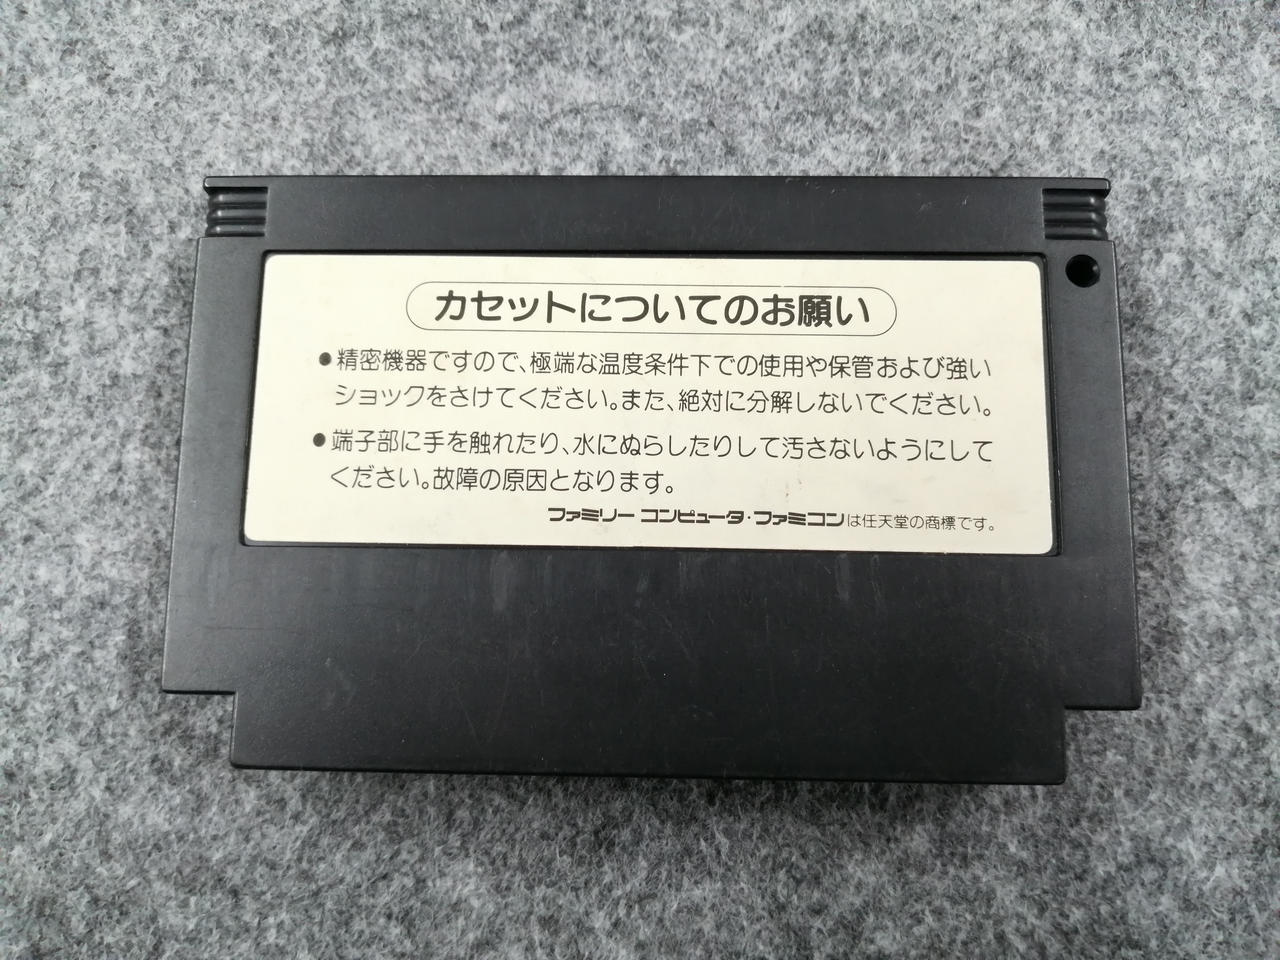 カセットについてのお願い
●精密機器ですので、極端な温度条件下での使用や保管および強い
ショックをさけてください。また、絶対に分解しないでください。
●端子部に手を触れたり、水にぬらしたりして汚さないようにして
ください。故障の原因となります。
ファミリー コンピュータ・ファミコンは任天堂の商標です。